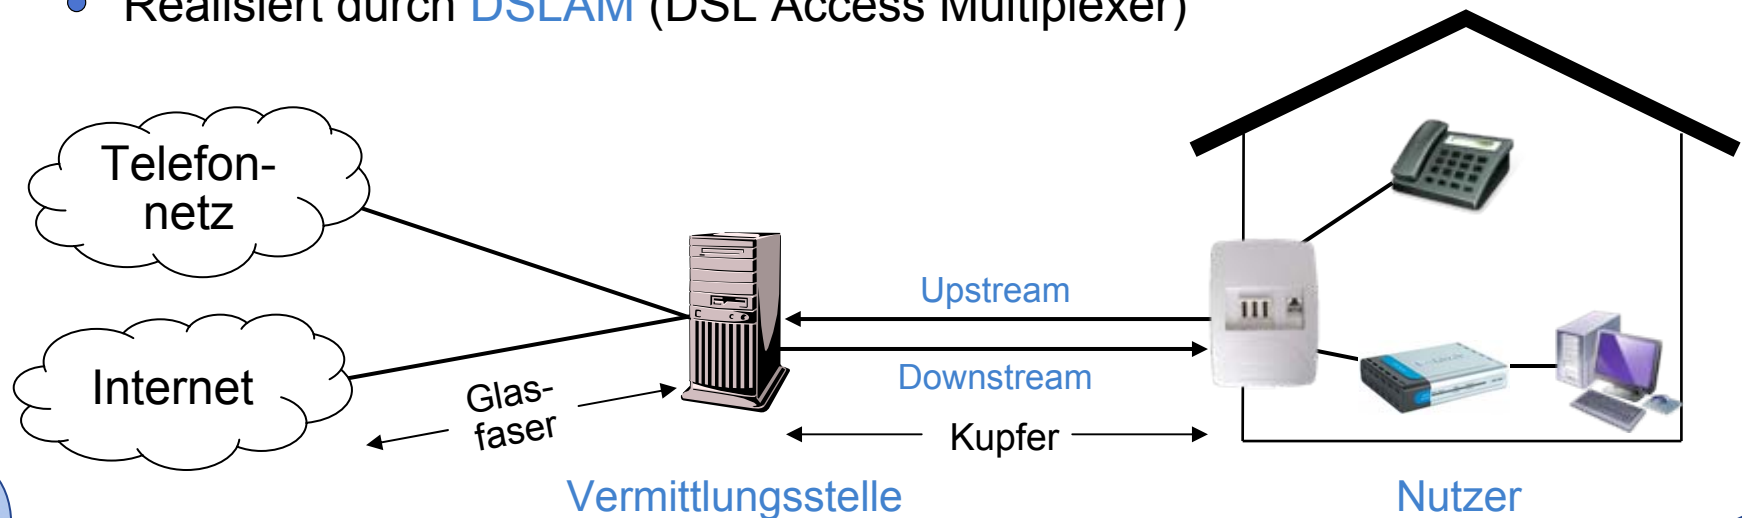 Realisiert durch DSLAM (DSL Access Multiplexer)
Telefon-
netz
Internet
Glas-
faser
Upstream
Downstream
Kupfer
Vermittlungsstelle
Nutzer